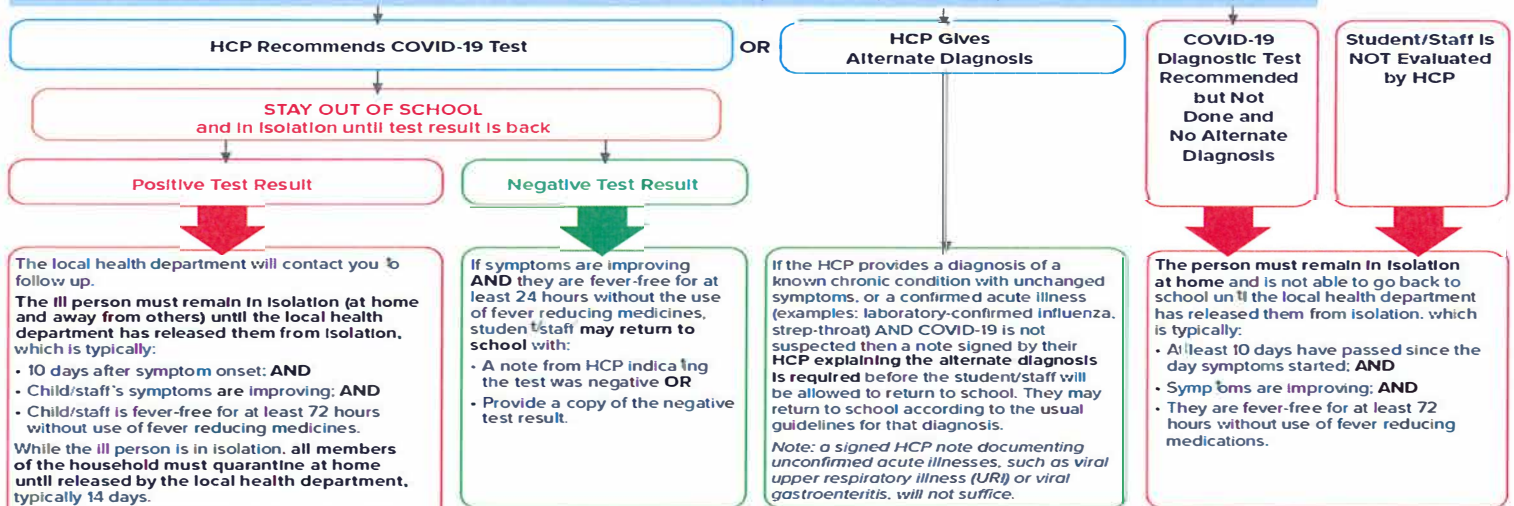 HCP Recommends COVID-19 Test
OR
HCP Gives
Alternate Diagnosis
COVID-19
Diagnostic Test
Recommended
but Not
Done and
No Alternate
Diagnosis
Student/Staff is
NOT Evaluated
by HCP
STAY OUT OF SCHOOL
and in isolation until test result is back
Positive Test Result
Negative Test Result
The local health department will contact you to
follow up.
The ill person must remain in isolation (at home
and away from others) until the local health
department has released them from isolation,
which is typically:
• 10 days after symptom onset; AND
• Child/staff's symptoms are improving; AND
• Child/staff is fever-free for at least 72 hours
without use of fever reducing medicines.
While the ill person is in isolation, all members
of the household must quarantine at home
until released by the local health department,
typically 14 days.
If symptoms are improving
AND they are fever-free for at
least 24 hours without the use
of fever reducing medicines,
student/staff may return to
school with:
• A note from HCP indicating
the test was negative OR
• Provide a copy of the negative
test result.
If the HCP provides a diagnosis of a
known chronic condition with unchanged
symptoms, or a confirmed acute illness
(examples: laboratory-confirmed influenza,
strep-throat) AND COVID-19 is not
suspected then a note signed by their
HCP explaining the alternate diagnosis
is required before the student/staff will
be allowed to return to school. They may
return to school according to the usual
guidelines for that diagnosis.
Note: a signed HCP note documenting
unconfirmed acute illnesses, such as viral
upper respiratory illness (URI) or viral
gastroenteritis, will not suffice.
The person must remain in isolation
at home and is not able to go back to
school until the local health department
has released them from isolation, which
is typically:
• At least 10 days have passed since the
day symptoms started; AND
• Symptoms are improving; AND
• They are fever-free for at least 72
hours without use of fever reducing
medications.